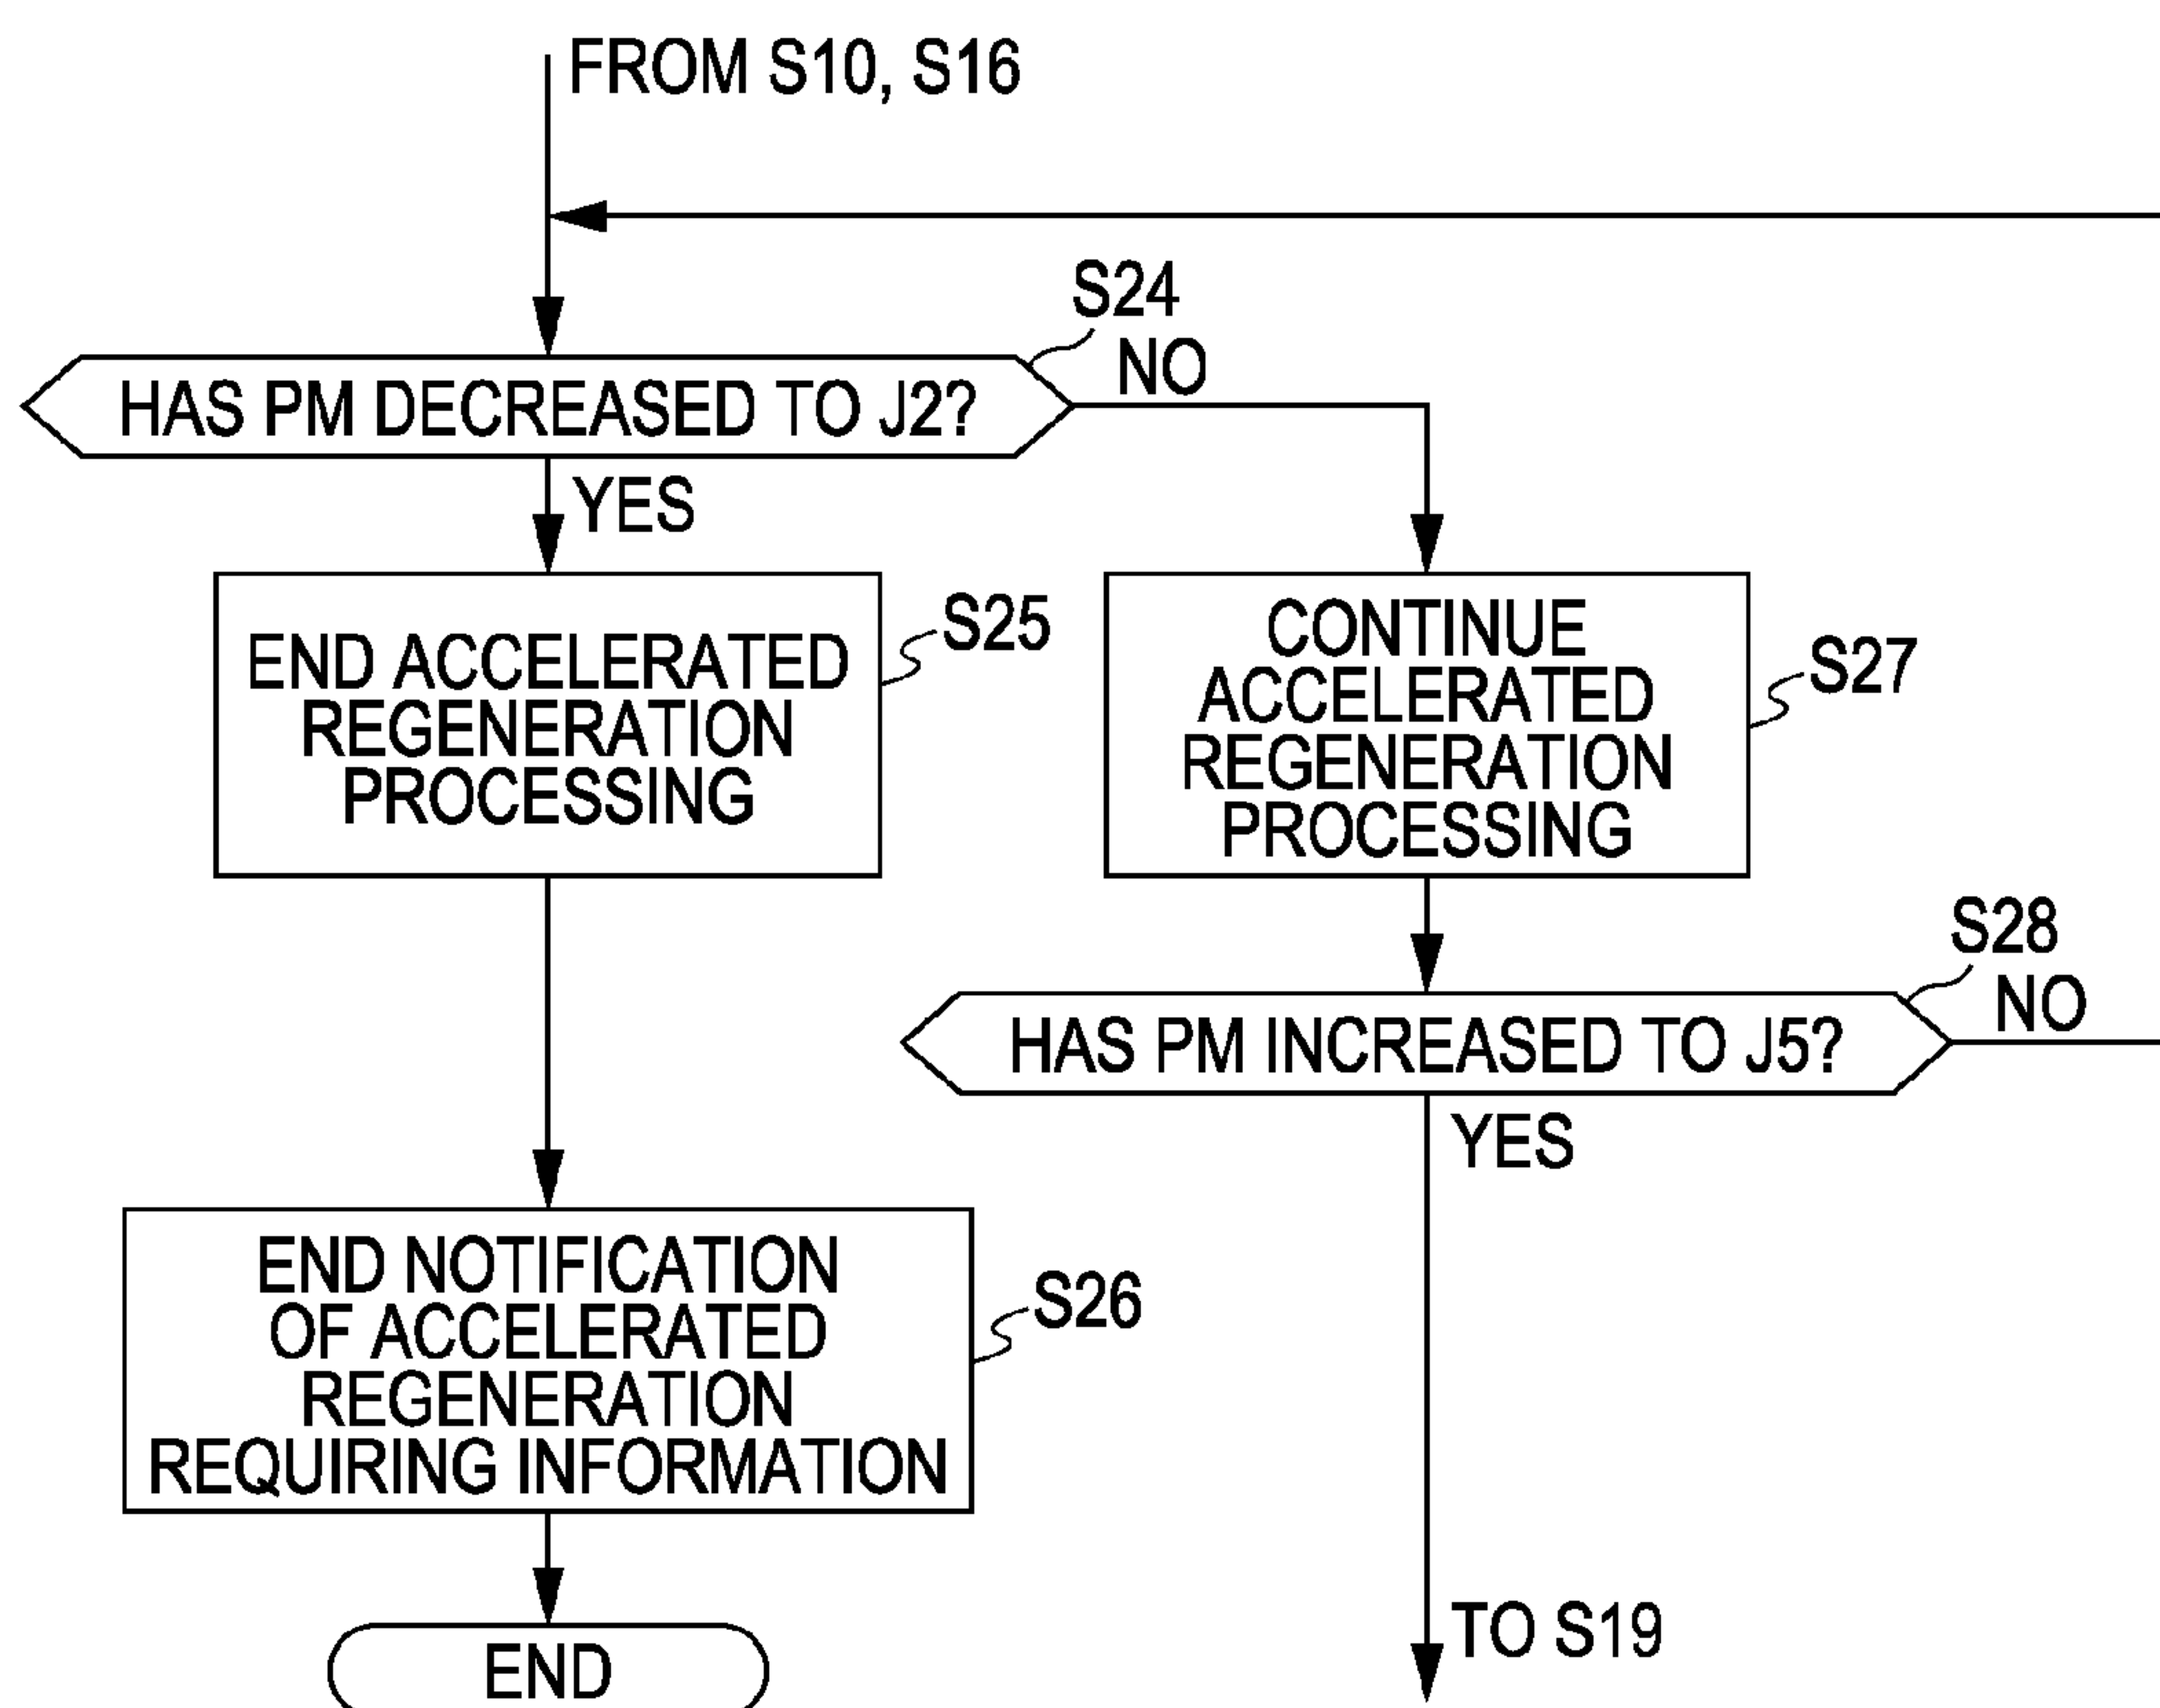 FROM S10, S16
S24
NO
HAS PM DECREASED TO J2?
YES
S25
END ACCELERATED
REGENERATION
PROCESSING
CONTINUE
ACCELERATED
REGENERATION
PROCESSING
S27
S28
NO
HAS PM INCREASED TO J5?
YES
END NOTIFICATION
OF ACCELERATED
REGENERATION
REQUIRING INFORMATION
S26
TO S19
END